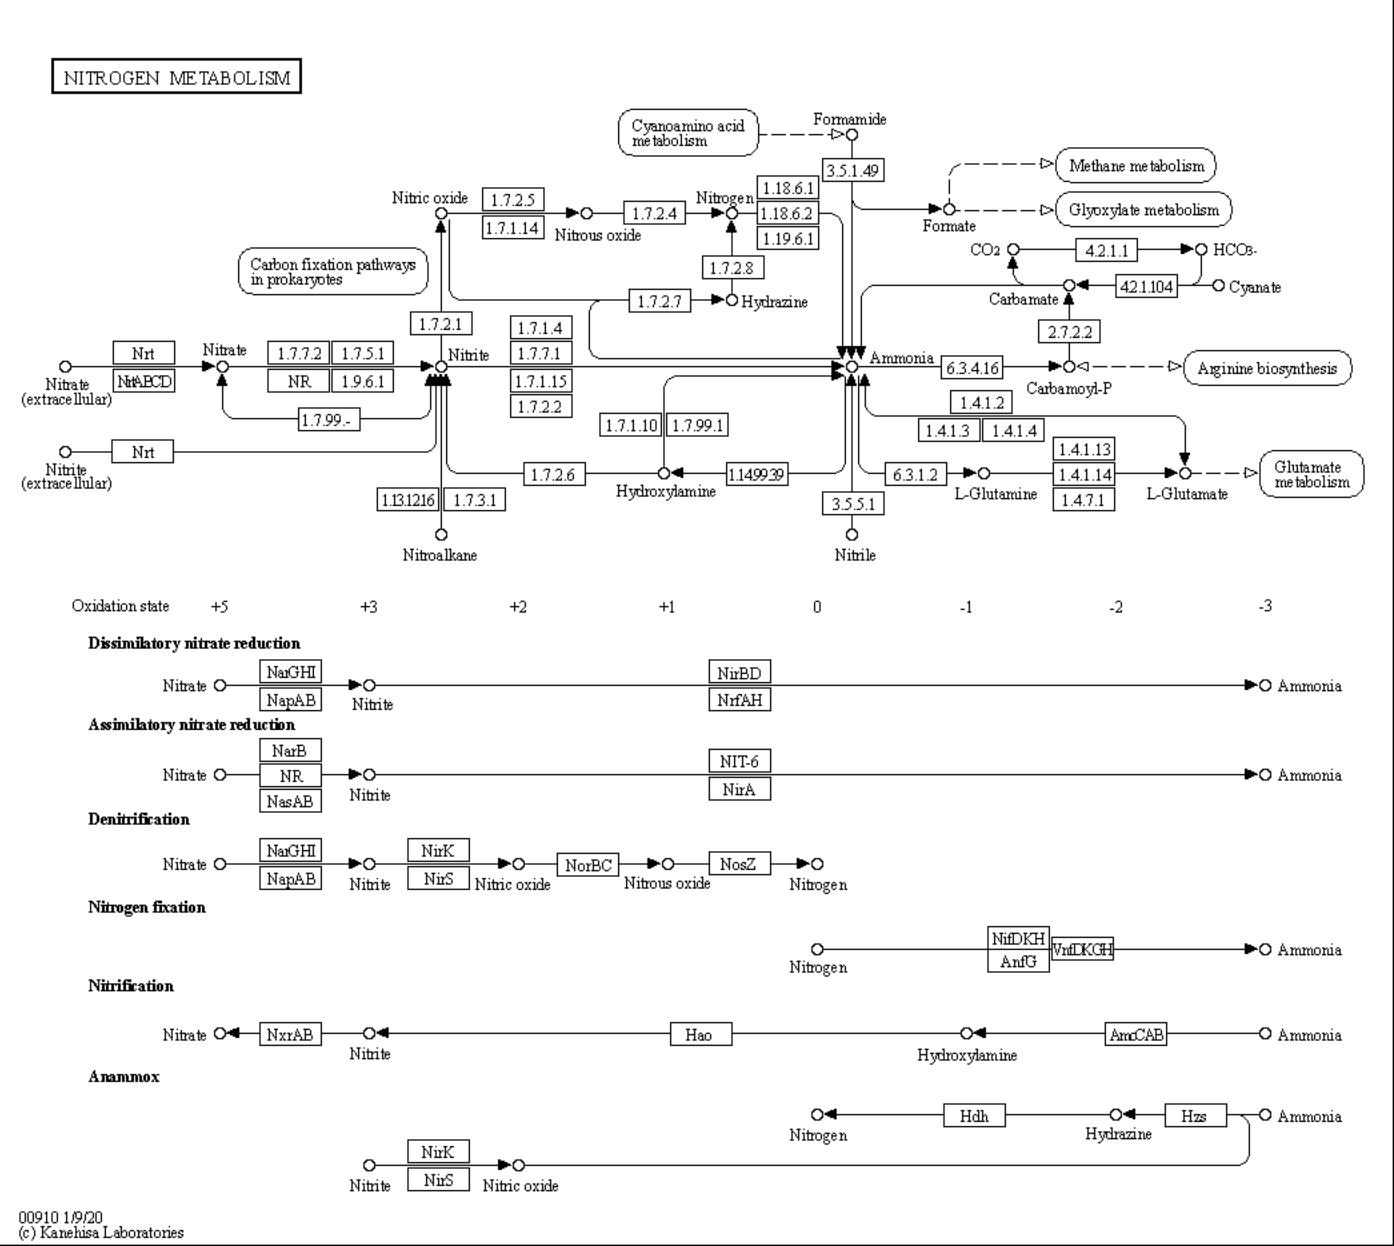 NITROGEN METABOLISM
Cyanoamino acid
metabolism
Formamide
3.5.1.49
Methane metabolism
Glyoxylate metabolism
Formate
Nitric oxide
1.7.2.5
1.7.1.14
Nitrous oxide
1.7.2.4
Nitrogen
1.18.6.1
1.18.6.2
1.19.6.1
1.7.2.8
CO2
4.2.1.1
HCO3-
Carbon fixation pathways
in prokaryotes
1.7.2.7
Hydrazine
Carbamate
4.2.1.104
Cyanate
1.7.2.1
1.7.1.4
1.7.7.1
1.7.1.15
1.7.2.2
2.7.2.2
Nrt
NrtABCD
Nitrate
1.7.7.2
1.7.5.1
NR
1.9.6.1
Nitrite
Ammonia
6.3.4.16
Carbamoyl-P
Arginine biosynthesis
Nitrate
(extracellular)
1.7.99.-
1.7.1.10
1.7.99.1
1.4.1.2
1.4.1.3
1.4.1.4
Nrt
Nitrite
(extracellular)
1.7.2.6
Hydroxylamine
1.14.99.39
6.3.1.2
L-Glutamine
1.4.1.13
1.4.1.14
1.4.7.1
L-Glutamate
Glutamate
metabolism
1.13.12.16
1.7.3.1
3.5.5.1
Nitroalkane
Nitrile
Oxidation state +5 +3 +2 +1 0 -1 -2 -3
Dissimilatory nitrate reduction
NarGHI NirBD
Nitrate Ammonia
NapAB Nitrite NrfAH
Assimilatory nitrate reduction
NarB NIT-6
Nitrate NR Ammonia
NasAB Nitrite NirA
Denitrification
NarGHI NirK
Nitrate NorBC NosZ
NapAB Nitrite NirS Nitric oxide Nitrous oxide Nitrogen
Nitrogen fixation
NifDKH VnfDKGH Ammonia
Nitrogen AnfG
Nitrification
Nitrate NxrAB Hao AmoCAB Ammonia
Nitrite Hydroxylamine
Anammox
Hdh Hzs Ammonia
Nitrogen Hydrazine
NirK
NirS
Nitrite Nitric oxide
00910 1/9/20
(c) Kanehisa Laboratories